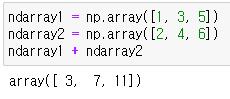 ndarray1 = np.array([1, 3, 5])
ndarray2 = np.array([2, 4, 6])
ndarray1 + ndarray2
array([ 3,  7, 11])